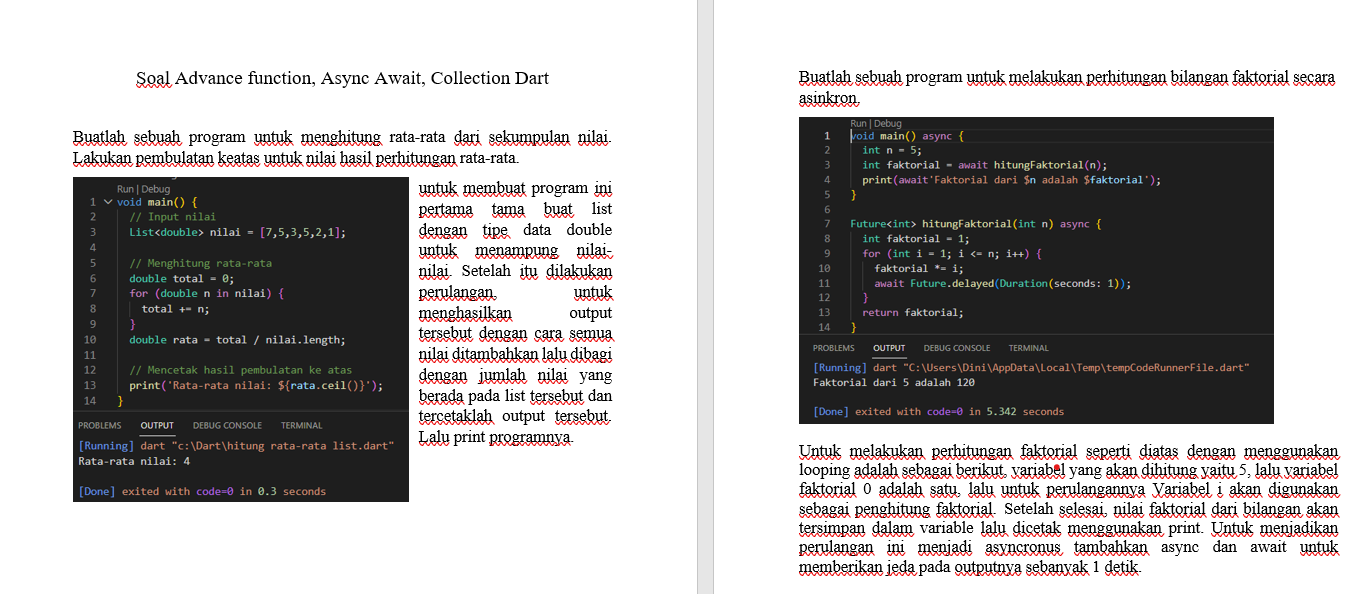 Soal Advance function, Async Await, Collection Dart
Buatlah sebuah program untuk menghitung rata-rata dari sekumpulan nilai.
Lakukan pembulatan keatas untuk nilai hasil perhitungan rata-rata.
Run | Debug
1 void main() {
2 // Input nilai
3 List<double> nilai = [7,5,3,5,2,1];
4
5 // Menghitung rata-rata
6 double total = 0;
7 for (double n in nilai) {
8 total += n;
9 }
10 double rata = total / nilai.length;
11
12 // Mencetak hasil pembulatan ke atas
13 print('Rata-rata nilai: ${rata.ceil()}');
14 }
PROBLEMS OUTPUT DEBUG CONSOLE TERMINAL
[Running] dart "c:\Dart\hitung rata-rata list.dart"
Rata-rata nilai: 4
[Done] exited with code=0 in 0.3 seconds
untuk membuat program ini
pertama tama buat list
dengan tipe data double
untuk menampung nilai-
nilai. Setelah itu dilakukan
perulangan untuk
menghasilkan output
tersebut dengan cara semua
nilai ditambahkan lalu dibagi
dengan jumlah nilai yang
berada pada list tersebut dan
tercetaklah output tersebut.
Lalu print programnya.
Buatlah sebuah program untuk melakukan perhitungan bilangan faktorial secara
asinkron.
Run | Debug
1 void main() async {
2 int n = 5;
3 int faktorial = await hitungFaktorial(n);
4 print(await'Faktorial dari $n adalah $faktorial');
5 }
6
7 Future<int> hitungFaktorial(int n) async {
8 int faktorial = 1;
9 for (int i = 1; i <= n; i++) {
10 faktorial *= i;
11 await Future.delayed(Duration(seconds: 1));
12 }
13 return faktorial;
14 }
PROBLEMS OUTPUT DEBUG CONSOLE TERMINAL
[Running] dart "C:\Users\Dini\AppData\Local\Temp\tempCodeRunnerFile.dart"
Faktorial dari 5 adalah 120
[Done] exited with code=0 in 5.342 seconds
Untuk melakukan perhitungan faktorial seperti diatas dengan menggunakan
looping adalah sebagai berikut, variabel yang akan dihitung yaitu 5, lalu variabel
faktorial 0 adalah satu, lalu untuk perulangannya Variabel i akan digunakan
sebagai penghitung faktorial. Setelah selesai, nilai faktorial dari bilangan akan
tersimpan dalam variable lalu dicetak menggunakan print. Untuk menjadikan
perulangan ini menjadi asyncronus tambahkan async dan await untuk
memberikan jeda pada outputnya sebanyak 1 detik.